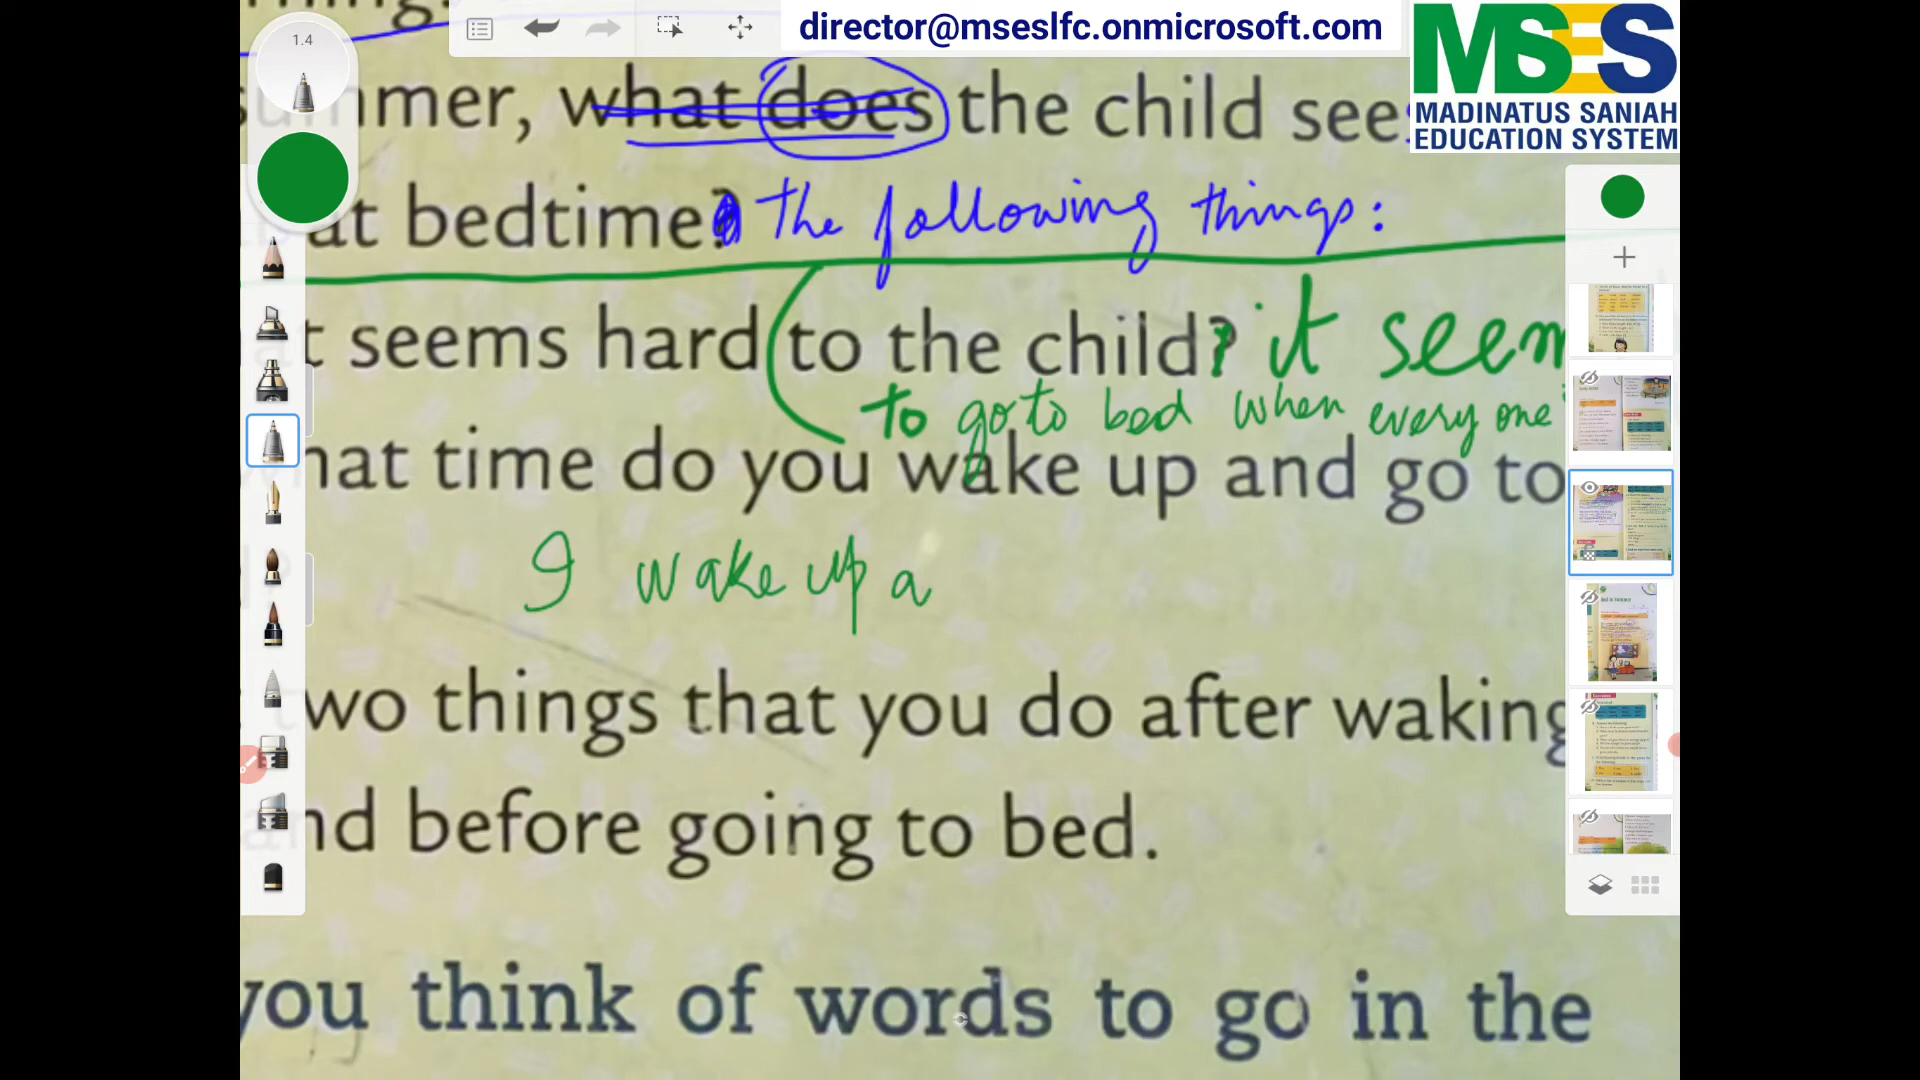 director@mseslfc.onmicrosoft.com
MSES
MADINATUS SANIAH
EDUCATION SYSTEM
1.4
summer, what does the child see
at bedtime? the following things:
t seems hard to the child? it seem
to go to bed when every one
hat time do you wake up and go to
I wake up a
two things that you do after waking
and before going to bed.
you think of words to go in the